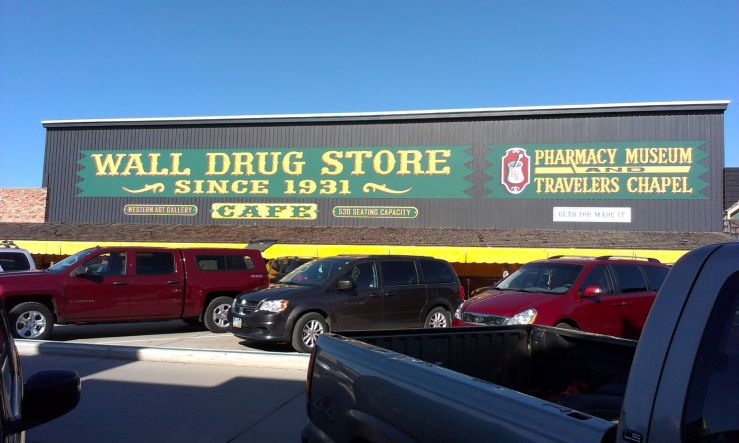 WALL DRUG STORE
SINCE 1931
WESTERN ART GALLERY
CAFE
530 SEATING CAPACITY
PHARMACY MUSEUM
AND
TRAVELERS CHAPEL
GLAD YOU MADE IT
4X4